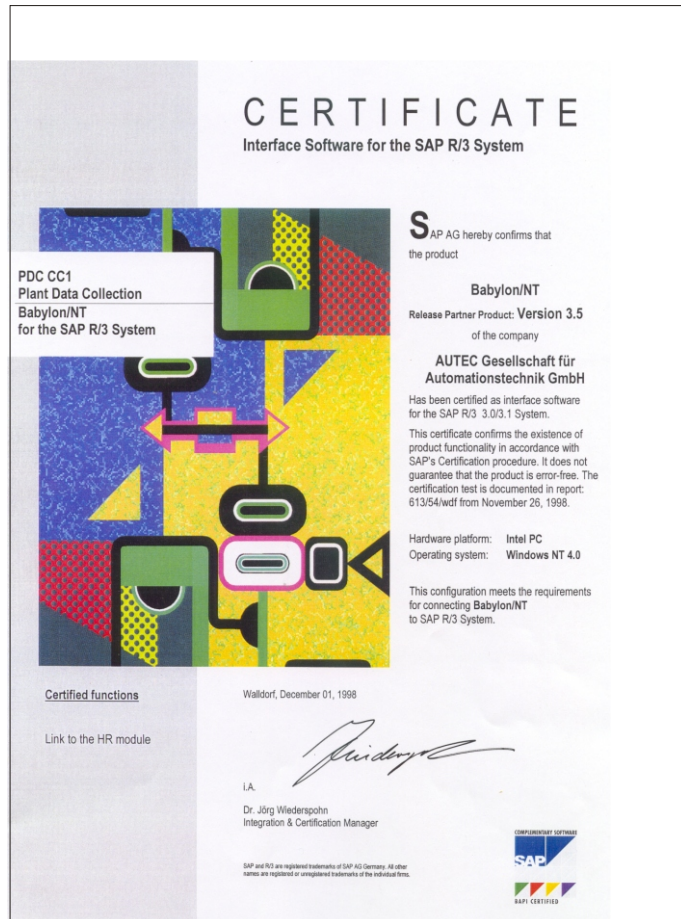 CERTIFICATE
Interface Software for the SAP R/3 System
PDC CC1
Plant Data Collection
Babylon/NT
for the SAP R/3 System
SAP AG hereby confirms that
the product
Babylon/NT
Release Partner Product: Version 3.5
of the company
AUTEC Gesellschaft für
Automationstechnik GmbH
Has been certified as interface software
for the SAP R/3 3.0/3.1 System.
This certificate confirms the existence of
product functionality in accordance with
SAP's Certification procedure. It does not
guarantee that the product is error-free. The
certification test is documented in report:
613/54/wdf from November 26, 1998.
Hardware platform: Intel PC
Operating system: Windows NT 4.0
This configuration meets the requirements
for connecting Babylon/NT
to SAP R/3 System.
Certified functions
Link to the HR module
Walldorf, December 01, 1998
i.A.
Dr. Jörg Wiederspohn
Integration & Certification Manager
SAP and R/3 are registered trademarks of SAP AG Germany. All other
names are registered or unregistered trademarks of the individual firms.
COMPLEMENTARY SOFTWARE
SAP
BAPI CERTIFIED